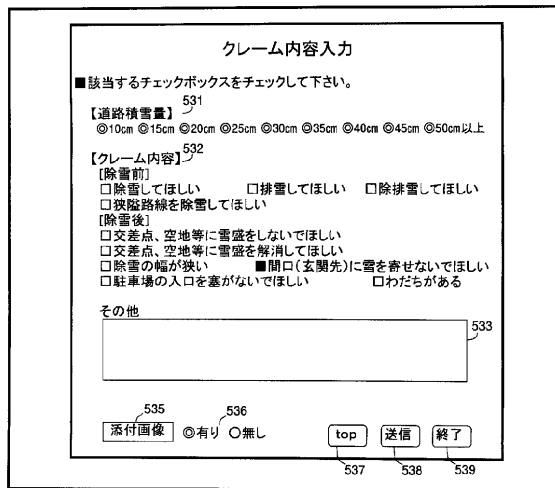 クレーム内容入力
■該当するチェックボックスをチェックして下さい。
531
【道路積雪量】
◎10cm ◎15cm ◎20cm ◎25cm ◎30cm ◎35cm ◎40cm ◎45cm ◎50cm以上
【クレーム内容】532
[除雪前]
□除雪してほしい □排雪してほしい □除排雪してほしい
□狭隘路線を除雪してほしい
[除雪後]
□交差点、空地等に雪盛をしないでほしい
□交差点、空地等に雪盛を解消してほしい
□除雪の幅が狭い ■間口(玄関先)に雪を寄せないでほしい
□駐車場の入口を塞がないでほしい □わだちがある
その他
533
535 536
添付画像 ◎有り ○無し top 送信 終了
537 538 539